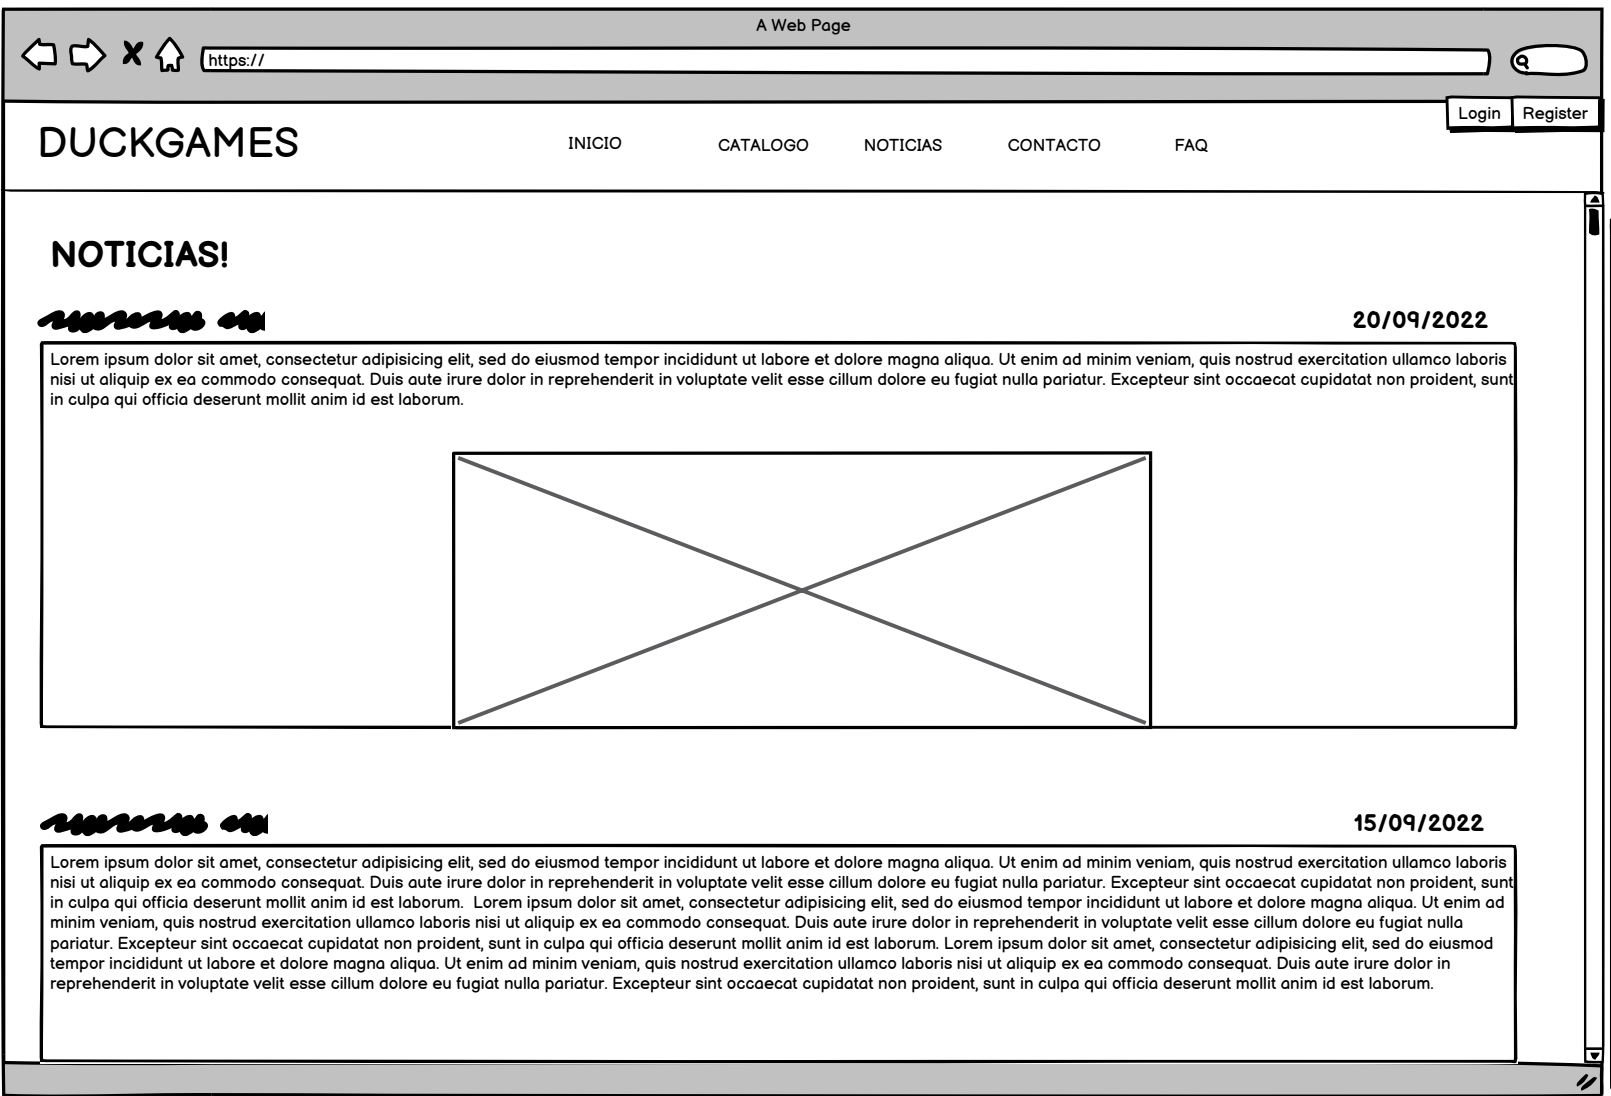 A Web Page
https://
Login Register
DUCKGAMES INICIO CATALOGO NOTICIAS CONTACTO FAQ
NOTICIAS!
20/09/2022
Lorem ipsum dolor sit amet, consectetur adipisicing elit, sed do eiusmod tempor incididunt ut labore et dolore magna aliqua. Ut enim ad minim veniam, quis nostrud exercitation ullamco laboris
nisi ut aliquip ex ea commodo consequat. Duis aute irure dolor in reprehenderit in voluptate velit esse cillum dolore eu fugiat nulla pariatur. Excepteur sint occaecat cupidatat non proident, sunt
in culpa qui officia deserunt mollit anim id est laborum.
15/09/2022
Lorem ipsum dolor sit amet, consectetur adipisicing elit, sed do eiusmod tempor incididunt ut labore et dolore magna aliqua. Ut enim ad minim veniam, quis nostrud exercitation ullamco laboris
nisi ut aliquip ex ea commodo consequat. Duis aute irure dolor in reprehenderit in voluptate velit esse cillum dolore eu fugiat nulla pariatur. Excepteur sint occaecat cupidatat non proident, sunt
in culpa qui officia deserunt mollit anim id est laborum.  Lorem ipsum dolor sit amet, consectetur adipisicing elit, sed do eiusmod tempor incididunt ut labore et dolore magna aliqua. Ut enim ad
minim veniam, quis nostrud exercitation ullamco laboris nisi ut aliquip ex ea commodo consequat. Duis aute irure dolor in reprehenderit in voluptate velit esse cillum dolore eu fugiat nulla
pariatur. Excepteur sint occaecat cupidatat non proident, sunt in culpa qui officia deserunt mollit anim id est laborum. Lorem ipsum dolor sit amet, consectetur adipisicing elit, sed do eiusmod
tempor incididunt ut labore et dolore magna aliqua. Ut enim ad minim veniam, quis nostrud exercitation ullamco laboris nisi ut aliquip ex ea commodo consequat. Duis aute irure dolor in
reprehenderit in voluptate velit esse cillum dolore eu fugiat nulla pariatur. Excepteur sint occaecat cupidatat non proident, sunt in culpa qui officia deserunt mollit anim id est laborum.